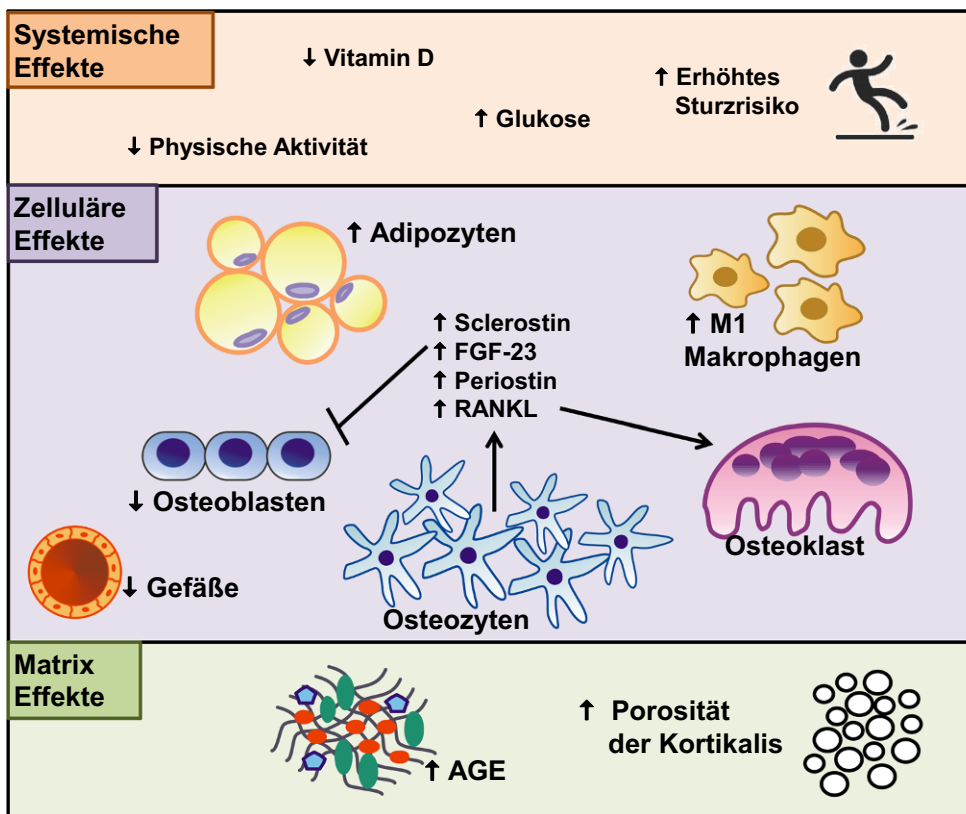 Systemische
Effekte
↓ Vitamin D
↑ Erhöhtes
Sturzrisiko
↑ Glukose
↓ Physische Aktivität
Zelluläre
Effekte
↑ Adipozyten
↑ Sclerostin
↑ FGF-23
↑ Periostin
↑ RANKL
↑ M1
Makrophagen
↓ Osteoblasten
Osteoklast
↓ Gefäße
Osteozyten
Matrix
Effekte
↑ Porosität
der Kortikalis
↑ AGE